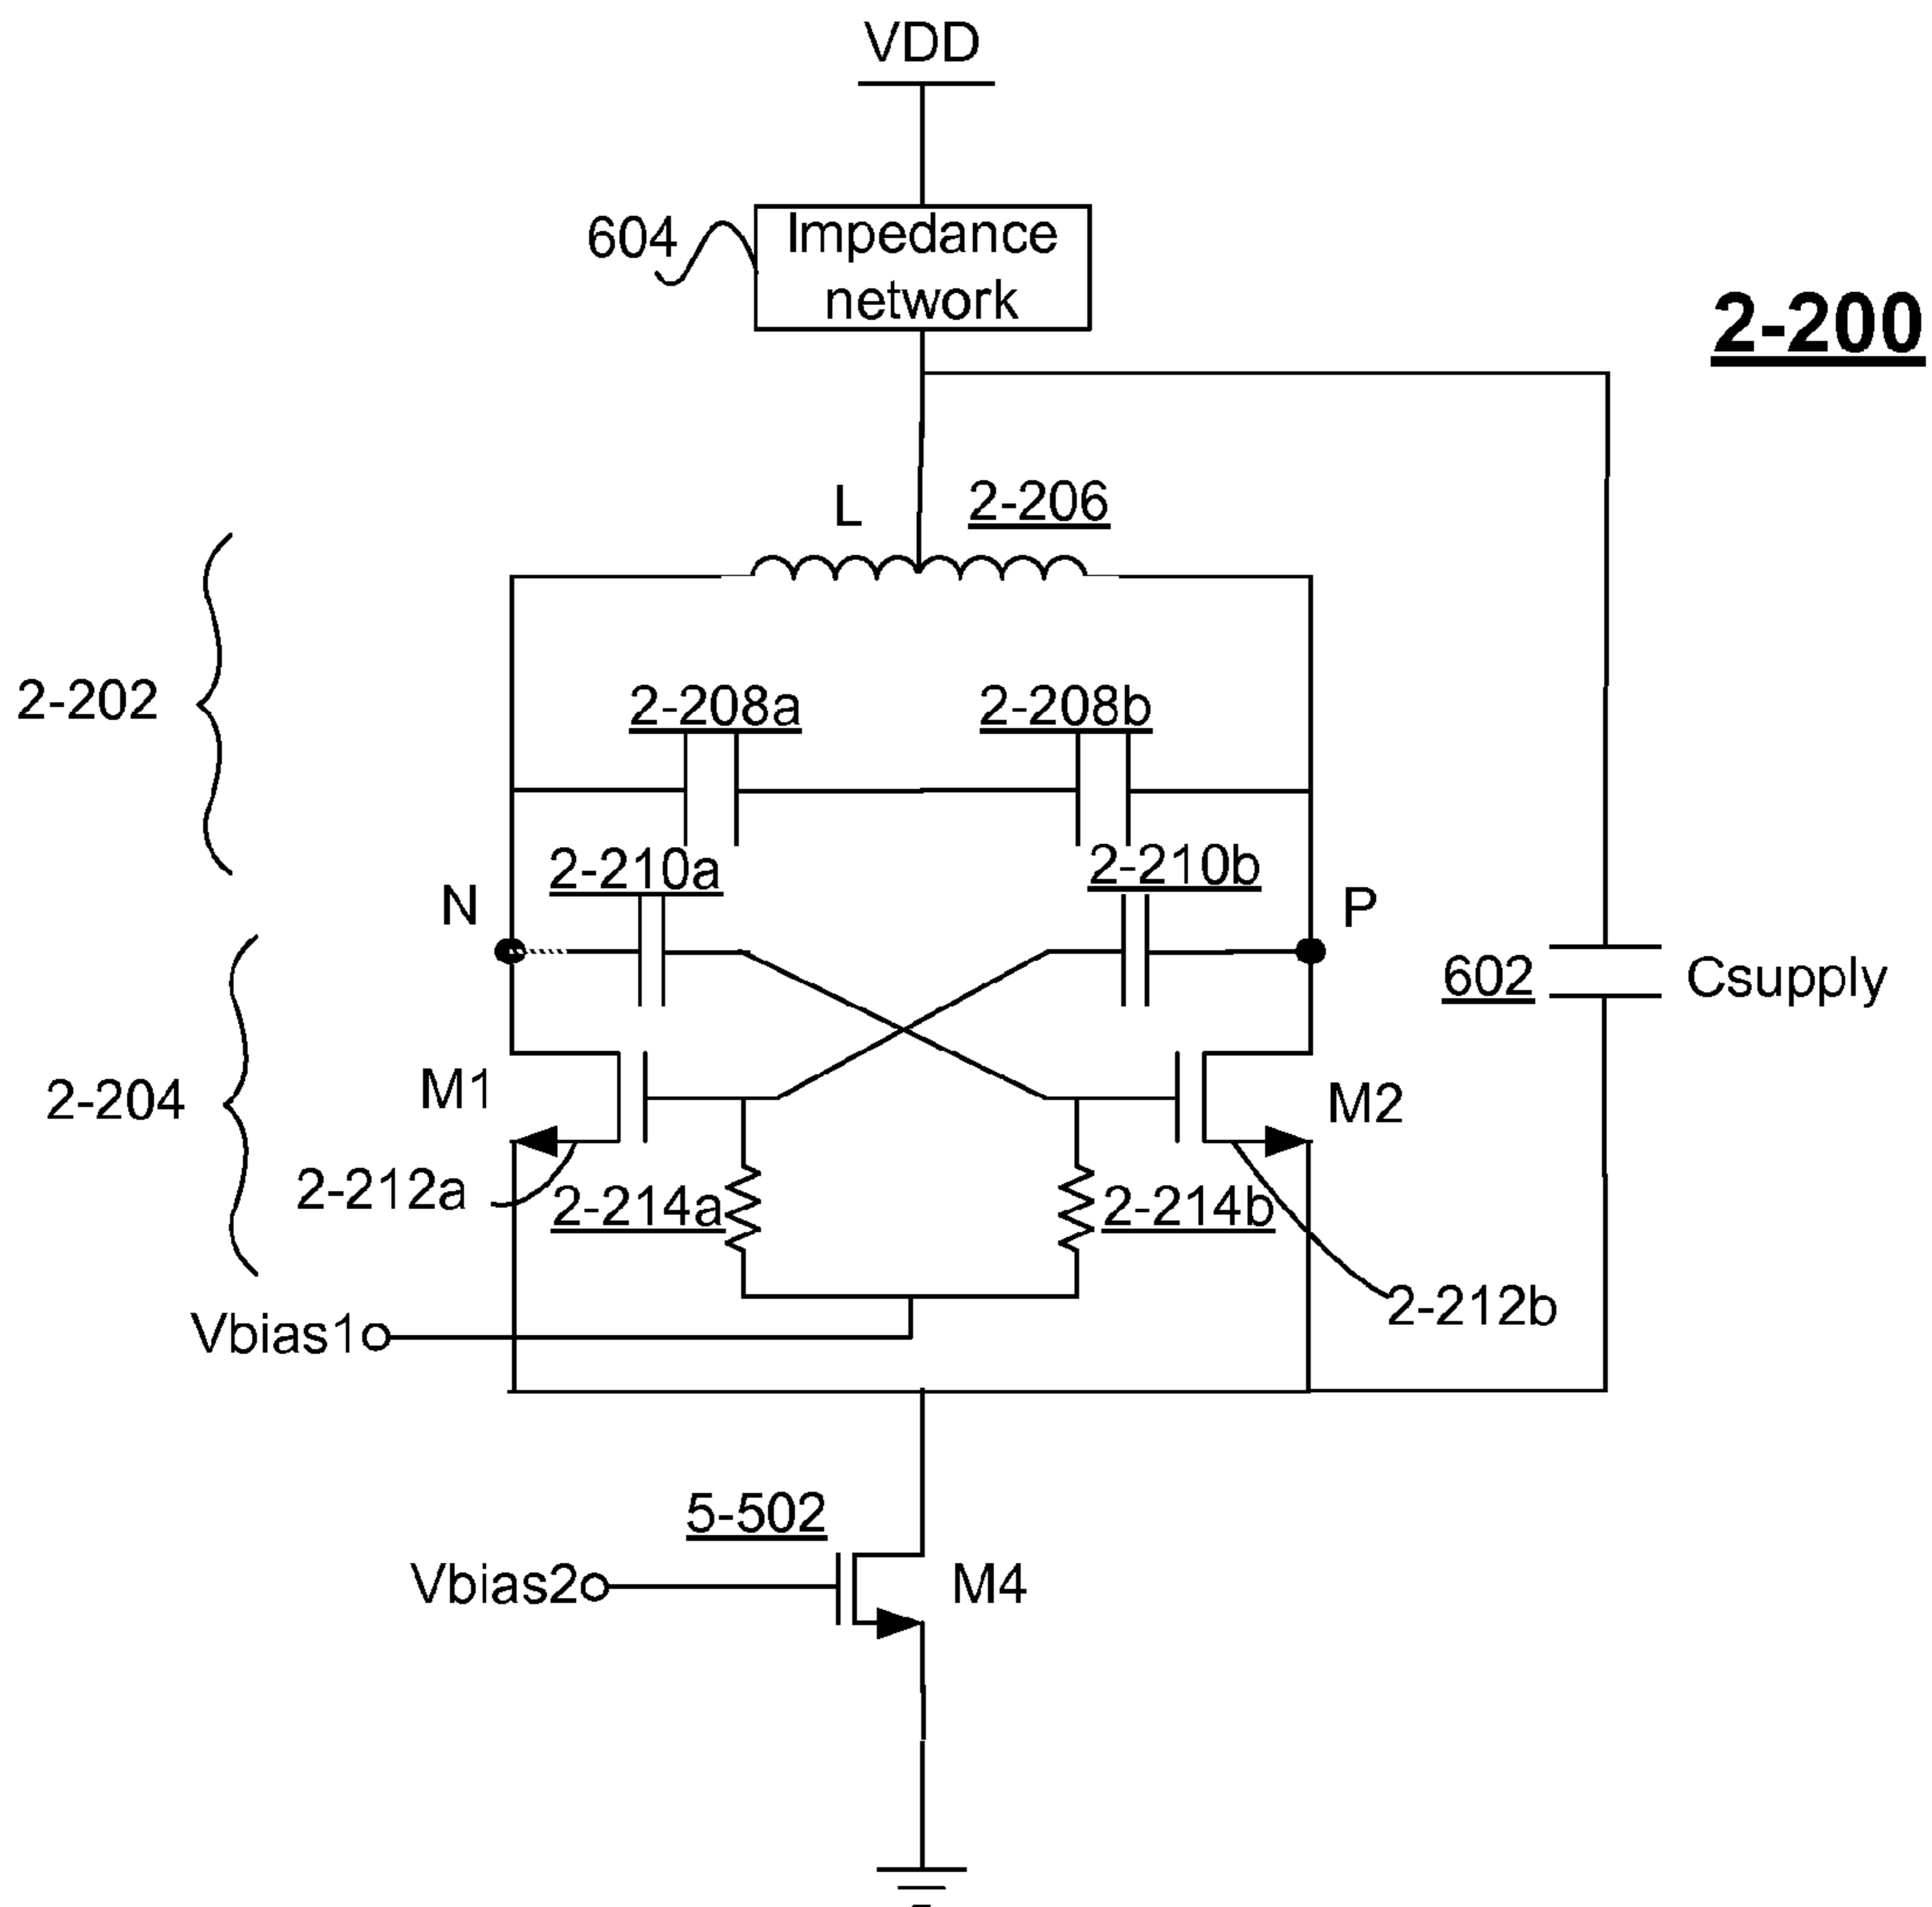 VDD
604
Impedance
network
2-200
L
2-206
2-202
2-208a
2-208b
2-210a
2-210b
N
P
602
Csupply
M1
M2
2-204
2-212a
2-214a
2-214b
2-212b
Vbias1
5-502
Vbias2
M4